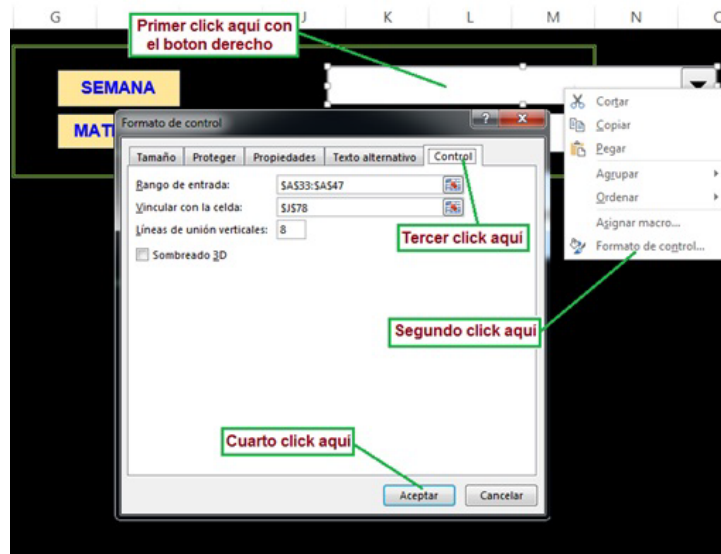 G J K L M N
Primer click aquí con
el boton derecho
SEMANA
Cortar
Copiar
Pegar
Agrupar
Ordenar
Asignar macro...
Formato de control...
MAT
Formato de control
Tamaño Proteger Propiedades Texto alternativo Control
Rango de entrada: $A$33:$A$47
Vincular con la celda: $J$78
Líneas de unión verticales: 8
Sombreado 3D
Tercer click aquí
Segundo click aquí
Cuarto click aquí
Aceptar Cancelar